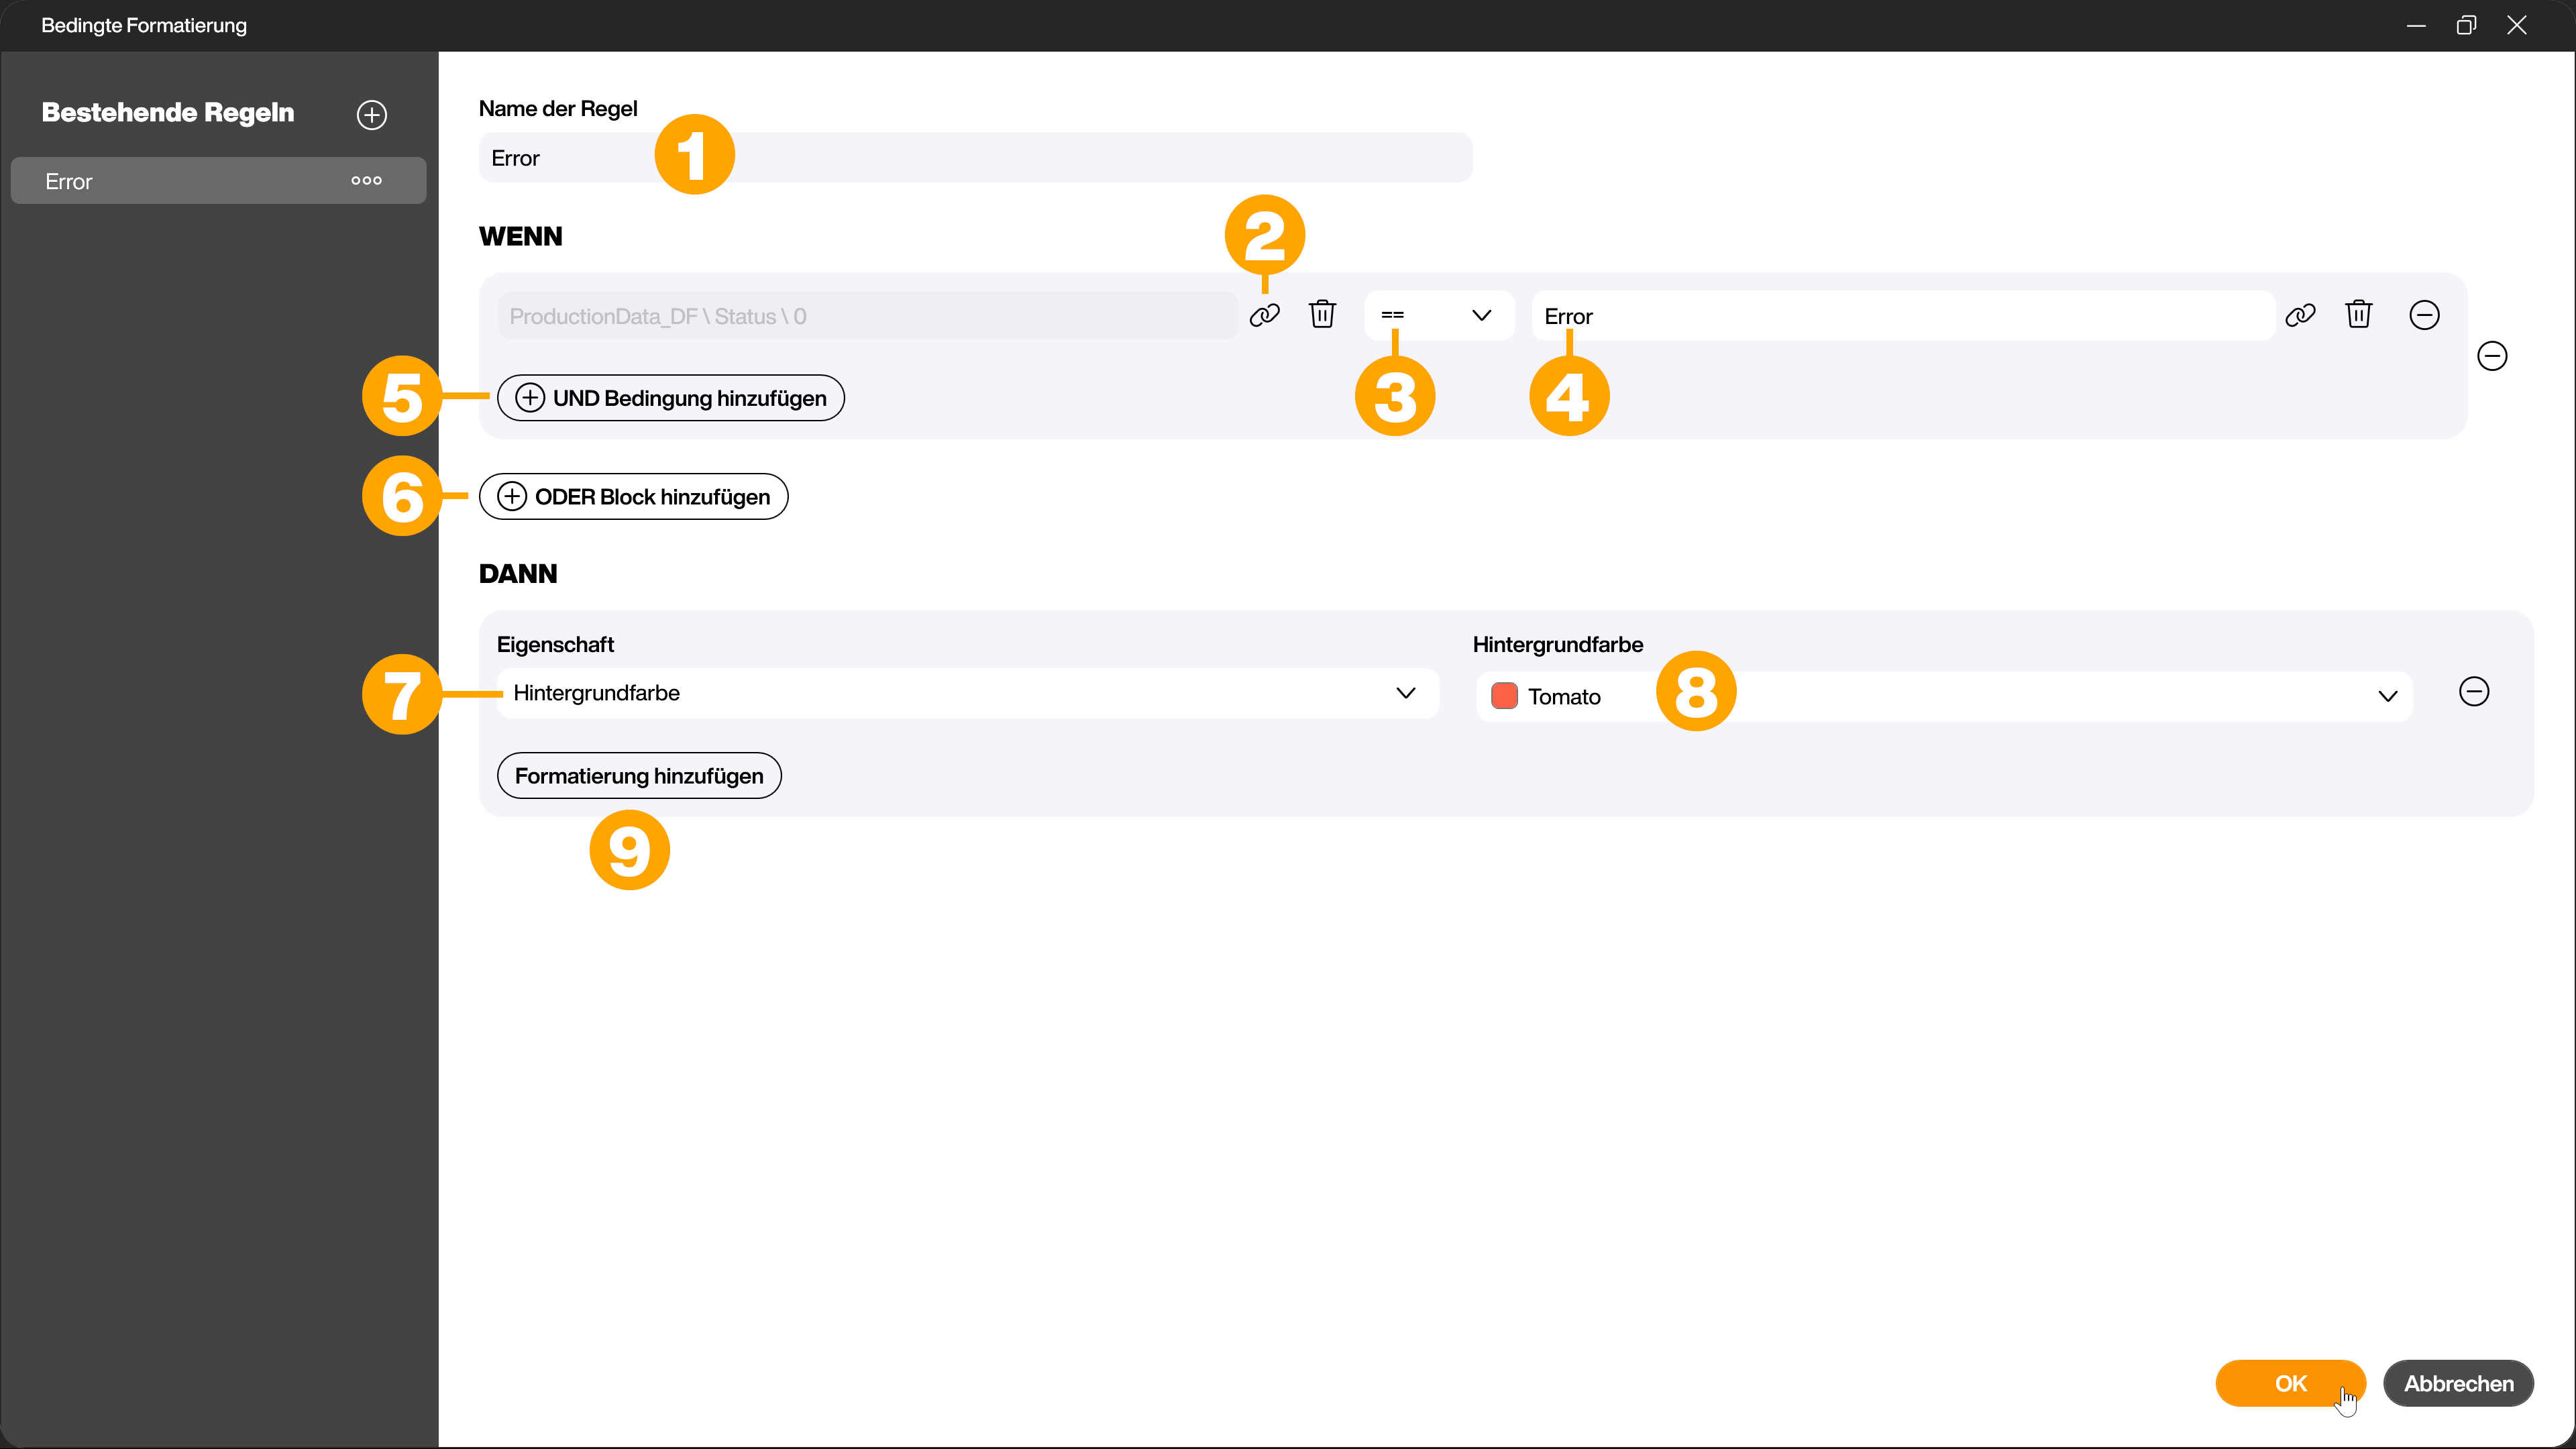 Bedingte Formatierung
Bestehende Regeln
Error
Name der Regel
Error
1
WENN
2
ProductionData_DF \ Status \ 0
==
Error
3
4
5
UND Bedingung hinzufügen
6
ODER Block hinzufügen
DANN
Eigenschaft
Hintergrundfarbe
7
Hintergrundfarbe
Tomato
8
Formatierung hinzufügen
9
OK
Abbrechen